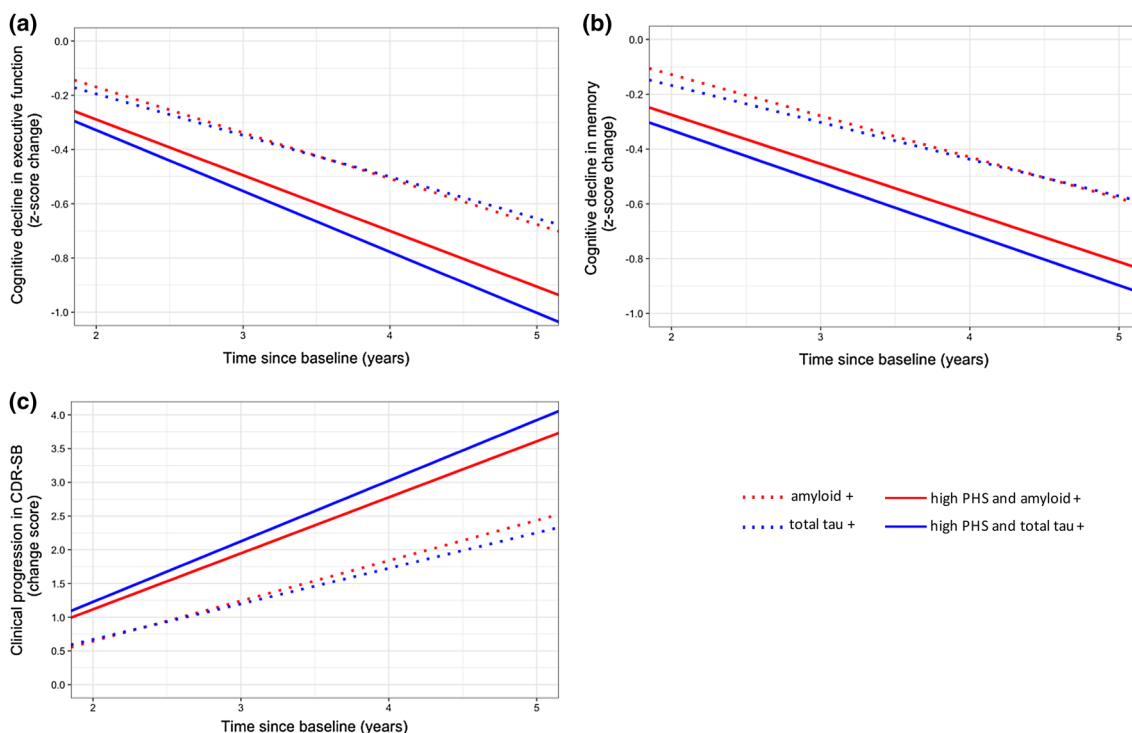 (a)
Cognitive decline in executive function
(z-score change)
0.0
-0.2
-0.4
-0.6
-0.8
-1.0
2
3
4
5
Time since baseline (years)
(b)
Cognitive decline in memory
(z-score change)
0.0
-0.2
-0.4
-0.6
-0.8
-1.0
2
3
4
5
Time since baseline (years)
(c)
Clinical progression in CDR-SB
(change score)
4.0
3.5
3.0
2.5
2.0
1.5
1.0
0.5
0.0
2
3
4
5
Time since baseline (years)
amyloid +
high PHS and amyloid +
total tau +
high PHS and total tau +